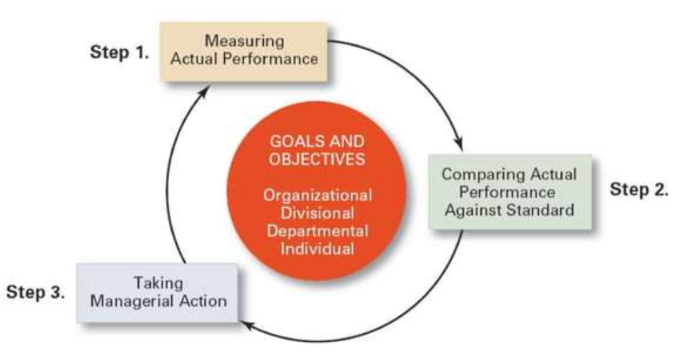 Step 1.
Measuring
Actual Performance
GOALS AND
OBJECTIVES
Organizational
Divisional
Departmental
Individual
Comparing Actual
Performance
Against Standard
Step 2.
Step 3.
Taking
Managerial Action